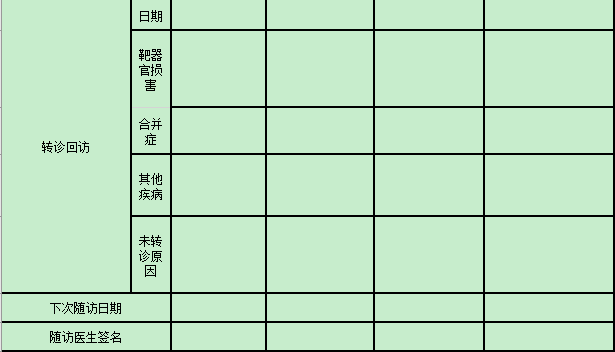 日期
靶器
官损
害
合并
症
转诊回访
其他
疾病
未转
诊原
因
下次随访日期
随访医生签名